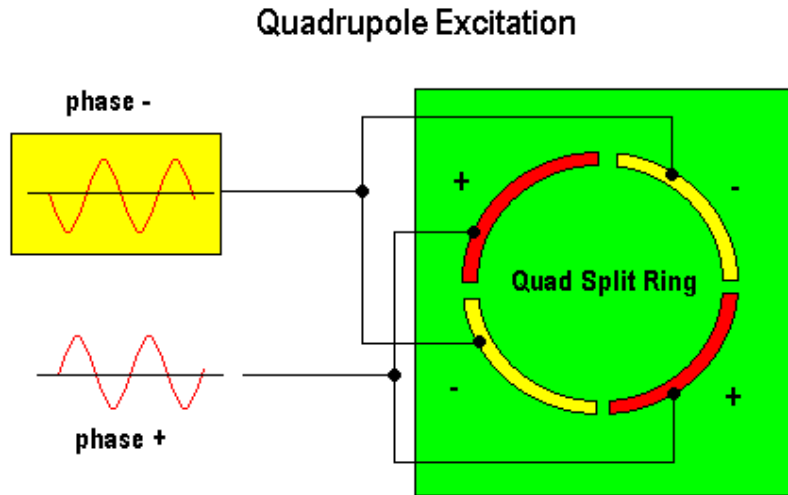 Quadrupole Excitation
phase -
+
-
Quad Split Ring
-
+
phase +